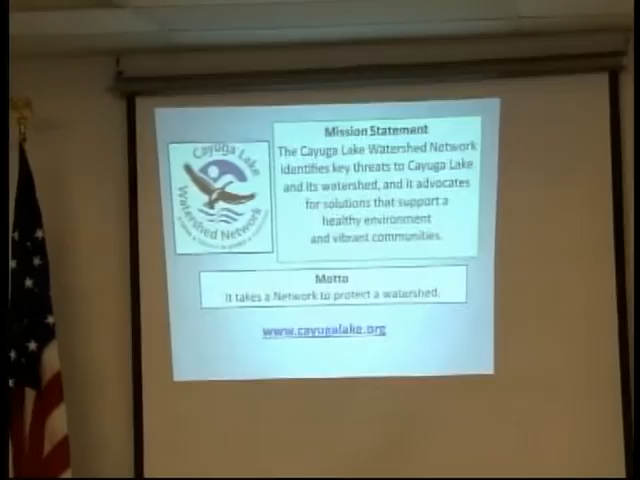 Cayuga Lake
Watershed Network
Mission Statement
The Cayuga Lake Watershed Network
identifies key threats to Cayuga Lake
and its watershed, and it advocates
for solutions that support a
healthy environment
and vibrant communities.
Motto
It takes a Network to protect a watershed.
www.cayugalake.org